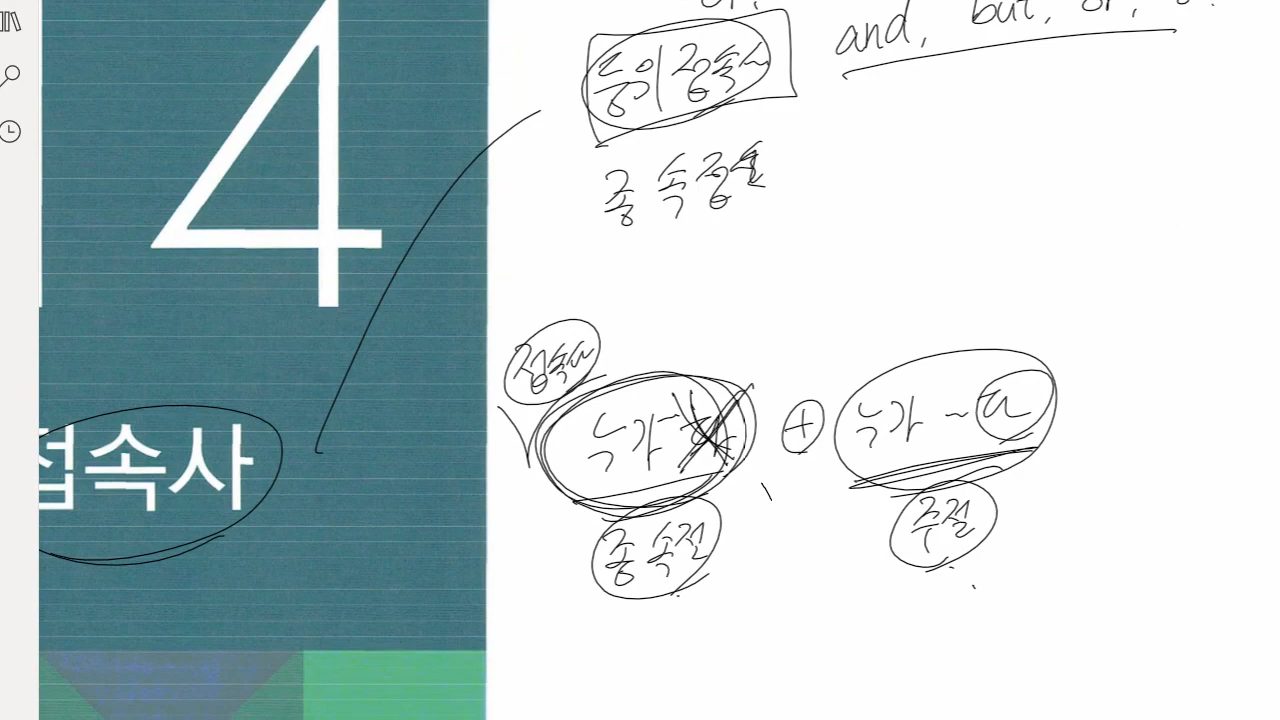 4
접속사
and, but, or,
등위접속사
종속접속
접속사
누가 + 누가 ~다
종속절
주절